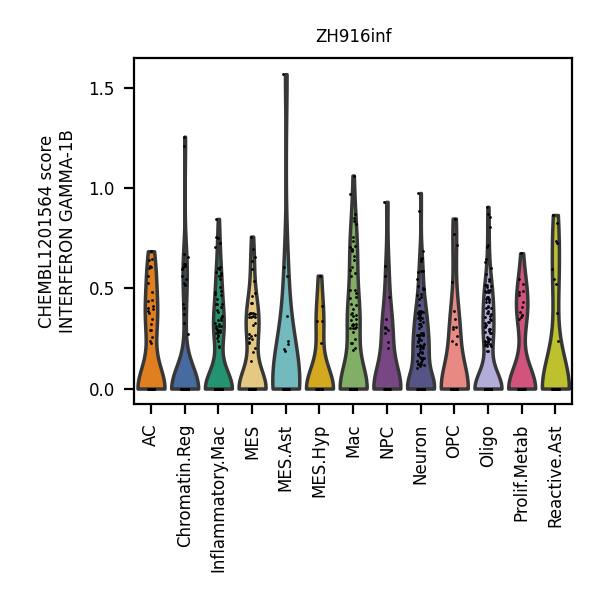 ZH916inf
CHEMBL1201564 score
INTERFERON GAMMA-1B
1.5
1.0
0.5
0.0
AC
Chromatin.Reg
Inflammatory.Mac
MES
MES.Ast
MES.Hyp
Mac
NPC
Neuron
OPC
Oligo
Prolif.Metab
Reactive.Ast